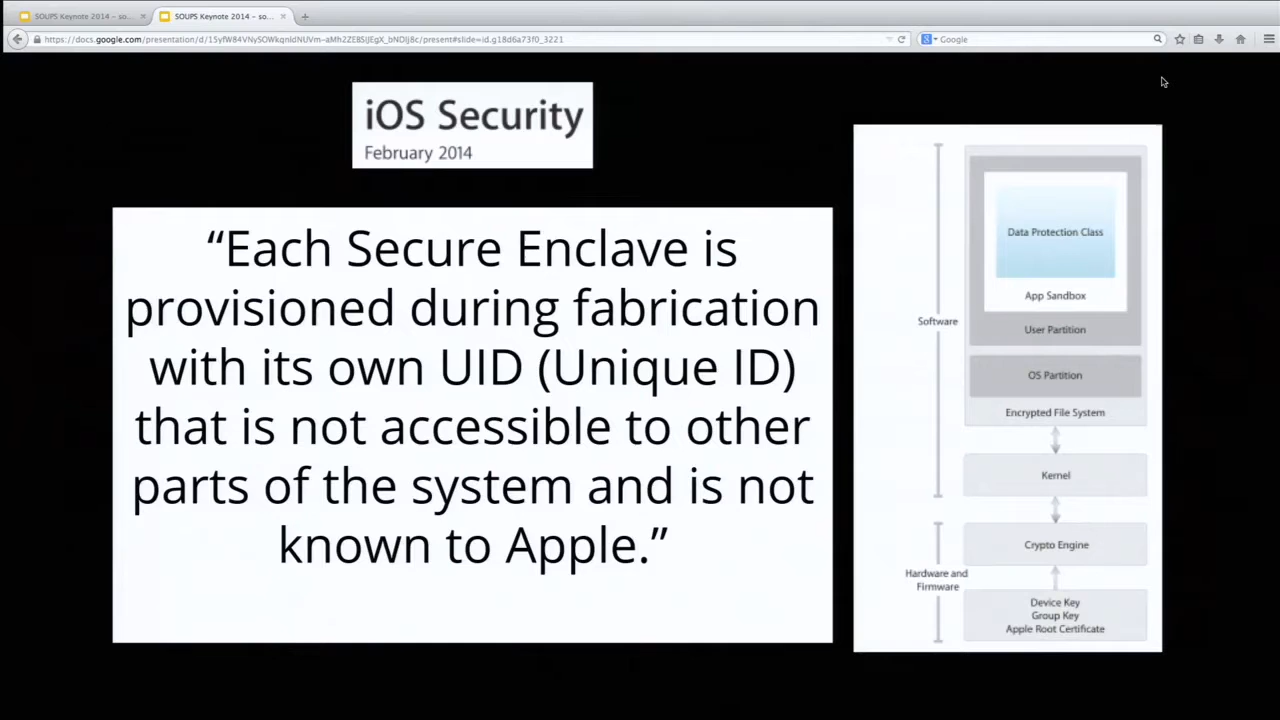 SOUPS Keynote 2014 – so...
SOUPS Keynote 2014 – so...
Google
iOS Security
February 2014
“Each Secure Enclave is
provisioned during fabrication
with its own UID (Unique ID)
that is not accessible to other
parts of the system and is not
known to Apple.”
Data Protection Class
App Sandbox
User Partition
OS Partition
Encrypted File System
Software
Kernel
Crypto Engine
Hardware and
Firmware
Device Key
Group Key
Apple Root Certificate